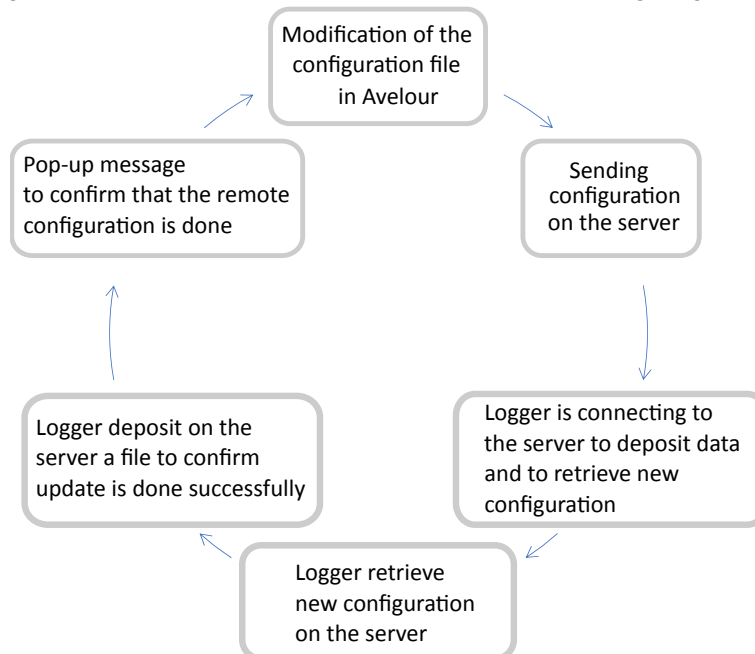 Modification of the
configuration file
in Avelour
Sending
configuration
on the server
Logger is connecting to
the server to deposit data
and to retrieve new
configuration
Logger retrieve
new configuration
on the server
Logger deposit on the
server a file to confirm
update is done successfully
Pop-up message
to confirm that the remote
configuration is done